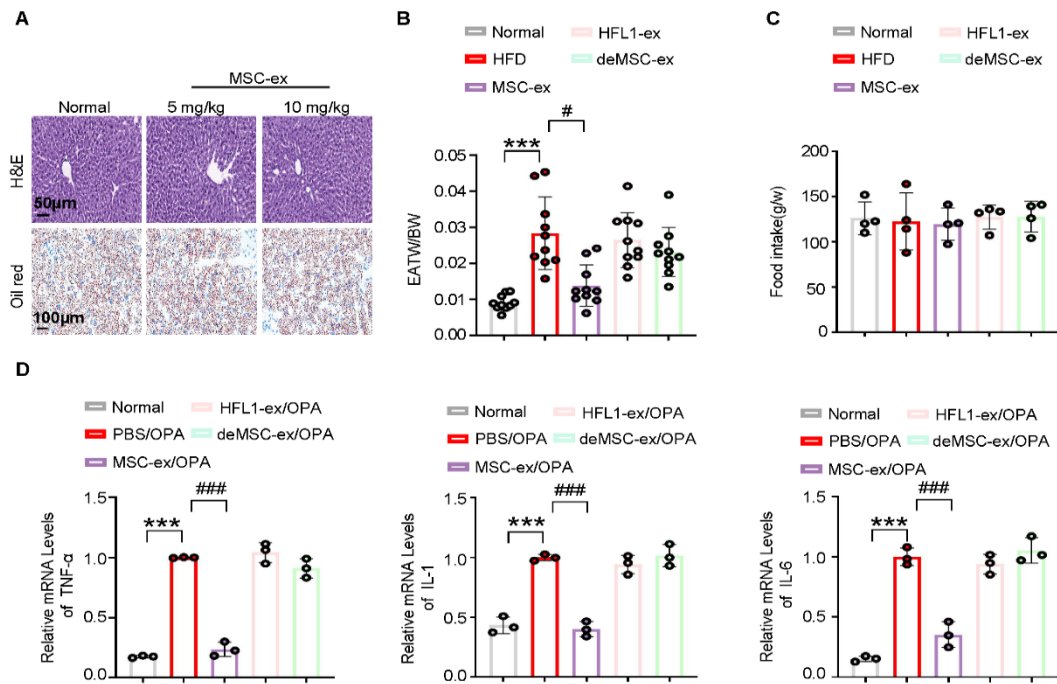 A
MSC-ex
Normal
5 mg/kg
10 mg/kg
H&E
50μm
Oil red
100μm
B
Normal
HFL1-ex
HFD
deMSC-ex
MSC-ex
EATW/BW
0.05
0.04
0.03
0.02
0.01
0.00
***
#
C
Normal
HFL1-ex
HFD
deMSC-ex
MSC-ex
Food intake(g/w)
200
150
100
50
0
D
Normal
HFL1-ex/OPA
PBS/OPA
deMSC-ex/OPA
MSC-ex/OPA
Relative mRNA Levels
of TNF-α
1.5
1.0
0.5
0.0
***
###
Normal
HFL1-ex/OPA
PBS/OPA
deMSC-ex/OPA
MSC-ex/OPA
Relative mRNA Levels
of IL-1
1.5
1.0
0.5
0.0
***
###
Normal
HFL1-ex/OPA
PBS/OPA
deMSC-ex/OPA
MSC-ex/OPA
Relative mRNA Levels
of IL-6
1.5
1.0
0.5
0.0
***
###